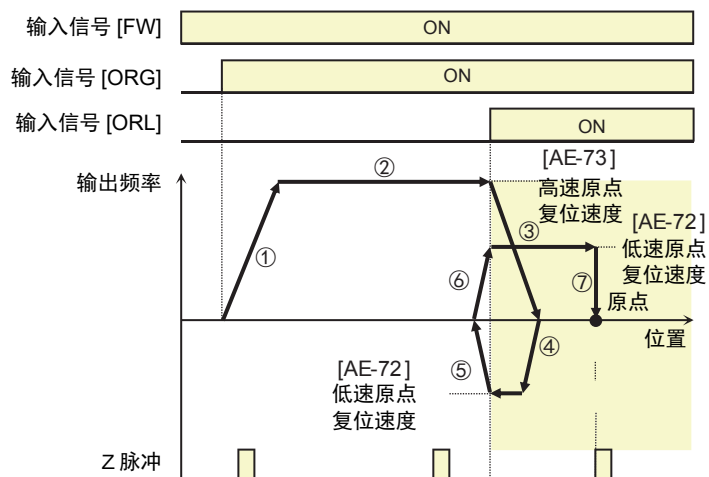 输入信号 [FW]
ON
输入信号 [ORG]
ON
输入信号 [ORL]
ON
输出频率
②
[AE-73]
高速原点
复位速度
[AE-72]
低速原点
复位速度
①
③
⑥
⑦
原点
位置
④
⑤
[AE-72]
低速原点
复位速度
Z 脉冲